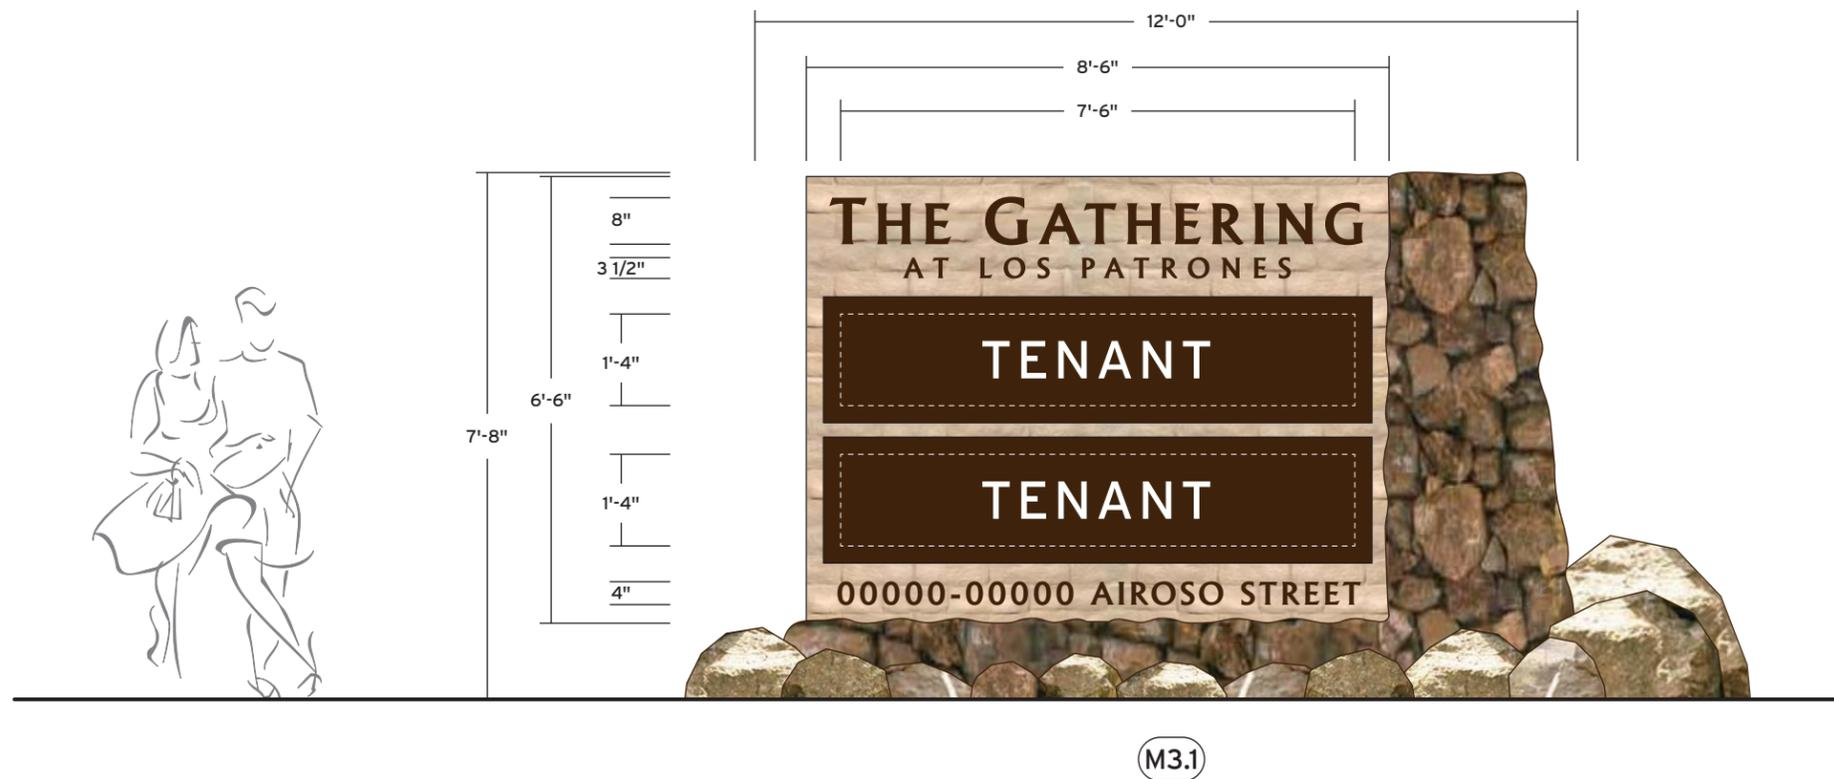 12'-0"
8'-6"
7'-6"
8"
3 1/2"
1'-4"
6'-6"
7'-8"
1'-4"
4"
THE GATHERING
AT LOS PATRONES
TENANT
TENANT
00000-00000 AIROSO STREET
M3.1